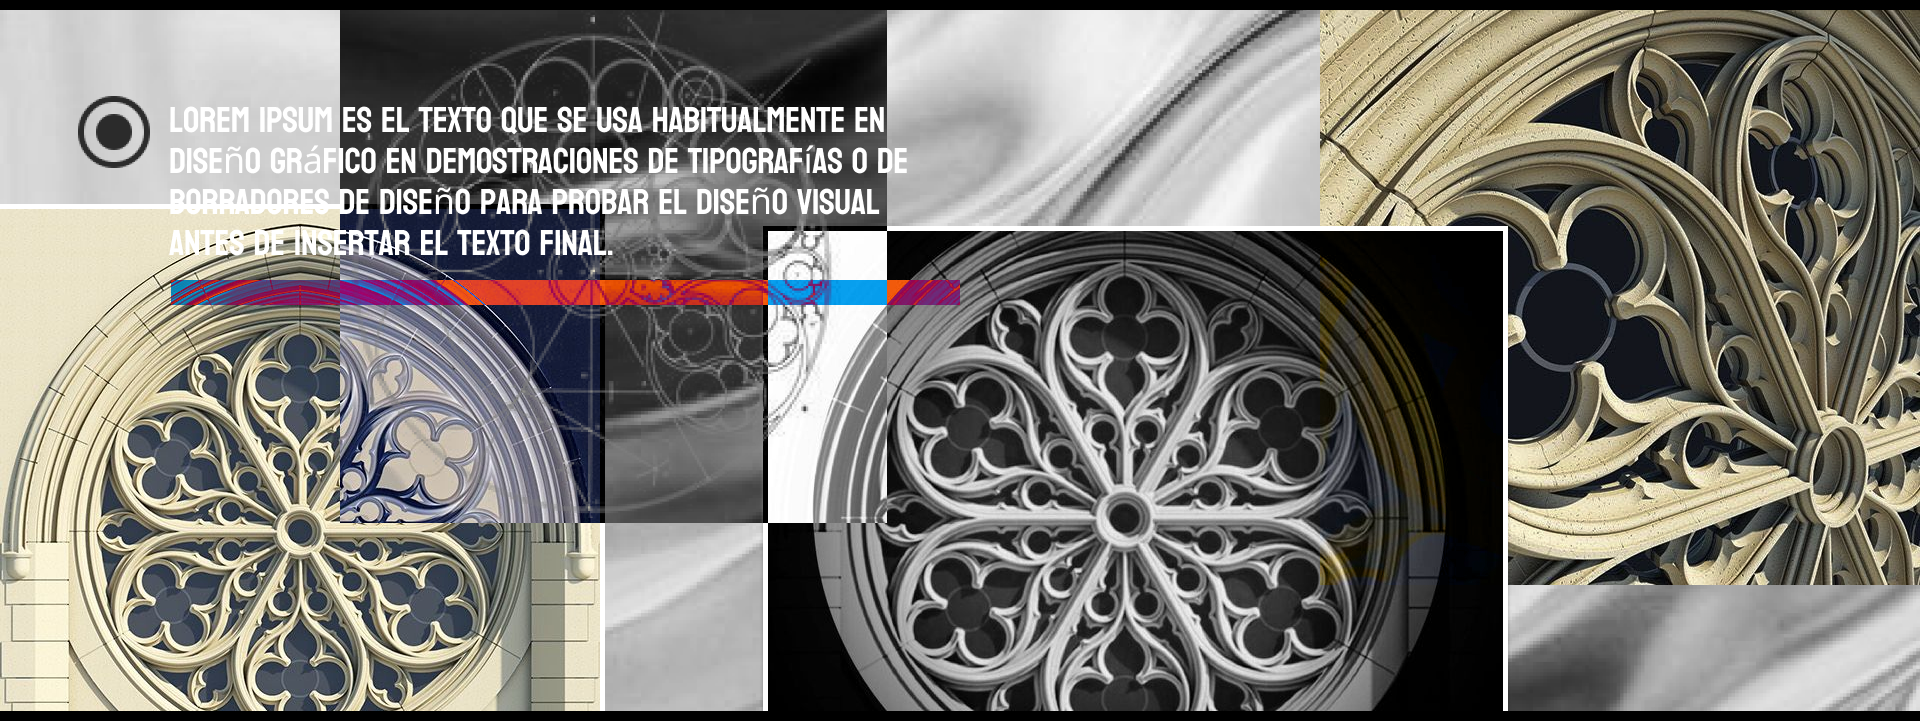 LOREM IPSUM ES EL TEXTO QUE SE USA HABITUALMENTE EN
DISEñO GRáFICO EN DEMOSTRACIONES DE TIPOGRAFíAS O DE
BORRADORES DE DISEñO PARA PROBAR EL DISEñO VISUAL
ANTES DE INSERTAR EL TEXTO FINAL.